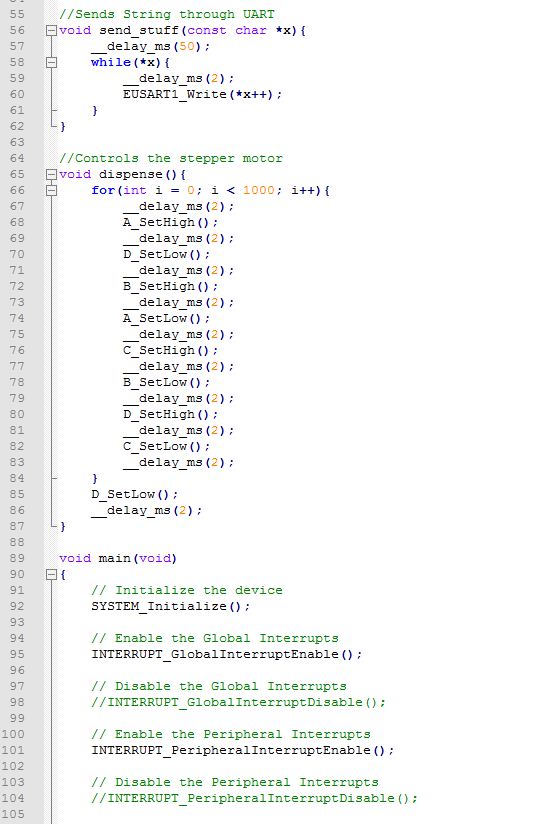 55 //Sends String through UART
56 void send_stuff(const char *x){
57     __delay_ms(50);
58     while(*x){
59         __delay_ms(2);
60         EUSART1_Write(*x++);
61     }
62 }
63
64 //Controls the stepper motor
65 void dispense(){
66     for(int i = 0; i < 1000; i++){
67         __delay_ms(2);
68         A_SetHigh();
69         __delay_ms(2);
70         D_SetLow();
71         __delay_ms(2);
72         B_SetHigh();
73         __delay_ms(2);
74         A_SetLow();
75         __delay_ms(2);
76         C_SetHigh();
77         __delay_ms(2);
78         B_SetLow();
79         __delay_ms(2);
80         D_SetHigh();
81         __delay_ms(2);
82         C_SetLow();
83         __delay_ms(2);
84     }
85     D_SetLow();
86     __delay_ms(2);
87 }
88
89 void main(void)
90 {
91     // Initialize the device
92     SYSTEM_Initialize();
93
94     // Enable the Global Interrupts
95     INTERRUPT_GlobalInterruptEnable();
96
97     // Disable the Global Interrupts
98     //INTERRUPT_GlobalInterruptDisable();
99
100     // Enable the Peripheral Interrupts
101     INTERRUPT_PeripheralInterruptEnable();
102
103     // Disable the Peripheral Interrupts
104     //INTERRUPT_PeripheralInterruptDisable();
105